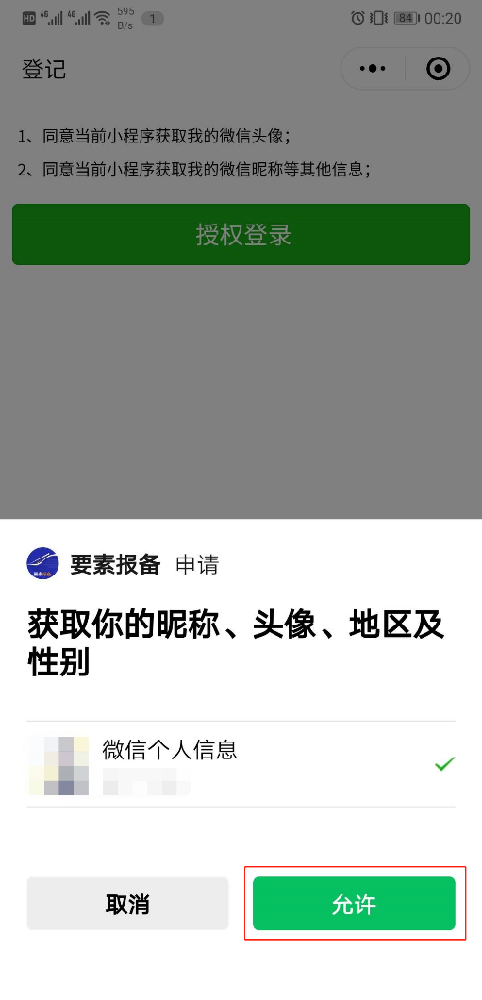 HD 4G 4G 595 B/s 1 84 00:20
登记
1、同意当前小程序获取我的微信头像；
2、同意当前小程序获取我的微信昵称等其他信息；
授权登录
要素报备 申请
获取你的昵称、头像、地区及
性别
微信个人信息
取消 允许